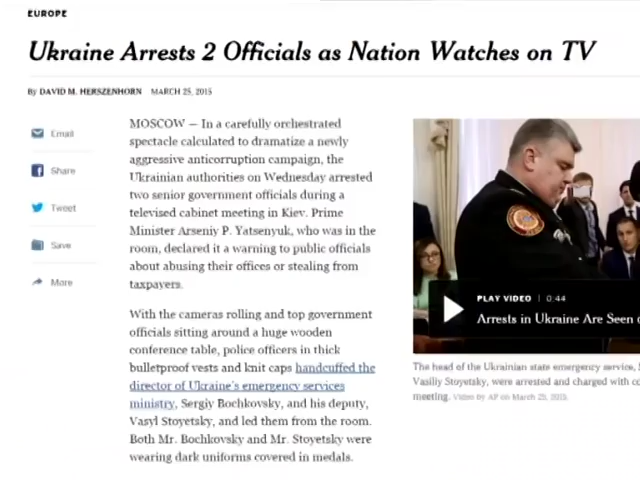 EUROPE
Ukraine Arrests 2 Officials as Nation Watches on TV
By DAVID M. HERSZENHORN MARCH 25, 2015
Email
Share
Tweet
Save
More
MOSCOW — In a carefully orchestrated
spectacle calculated to dramatize a newly
aggressive anticorruption campaign, the
Ukrainian authorities on Wednesday arrested
two senior government officials during a
televised cabinet meeting in Kiev. Prime
Minister Arseniy P. Yatsenyuk, who was in the
room, declared it a warning to public officials
about abusing their offices or stealing from
taxpayers.
With the cameras rolling and top government
officials sitting around a huge wooden
conference table, police officers in thick
bulletproof vests and knit caps handcuffed the
director of Ukraine's emergency services
ministry, Sergiy Bochkovsky, and his deputy,
Vasyl Stoyetsky, and led them from the room.
Both Mr. Bochkovsky and Mr. Stoyetsky were
wearing dark uniforms covered in medals.
PLAY VIDEO | 0:44
Arrests in Ukraine Are Seen
The head of the Ukrainian state emergency service,
Vasiliy Stoyetsky, were arrested and charged with
meeting. Video by AP on March 25, 2015.